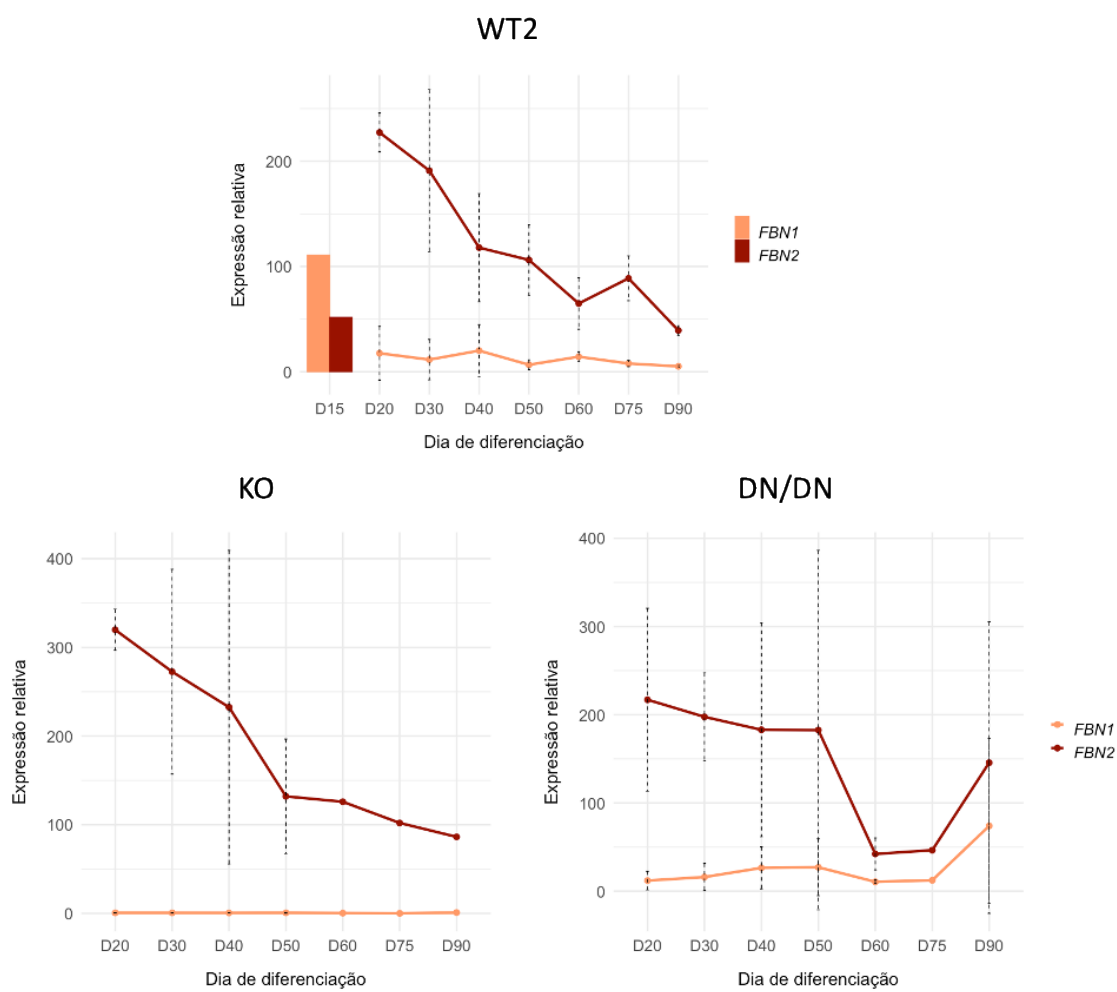 WT2
Expressão relativa
200
100
0
D15 D20 D30 D40 D50 D60 D75 D90
Dia de diferenciação
FBN1
FBN2
KO
Expressão relativa
400
300
200
100
0
D20 D30 D40 D50 D60 D75 D90
Dia de diferenciação
DN/DN
Expressão relativa
400
300
200
100
0
D20 D30 D40 D50 D60 D75 D90
Dia de diferenciação
FBN1
FBN2